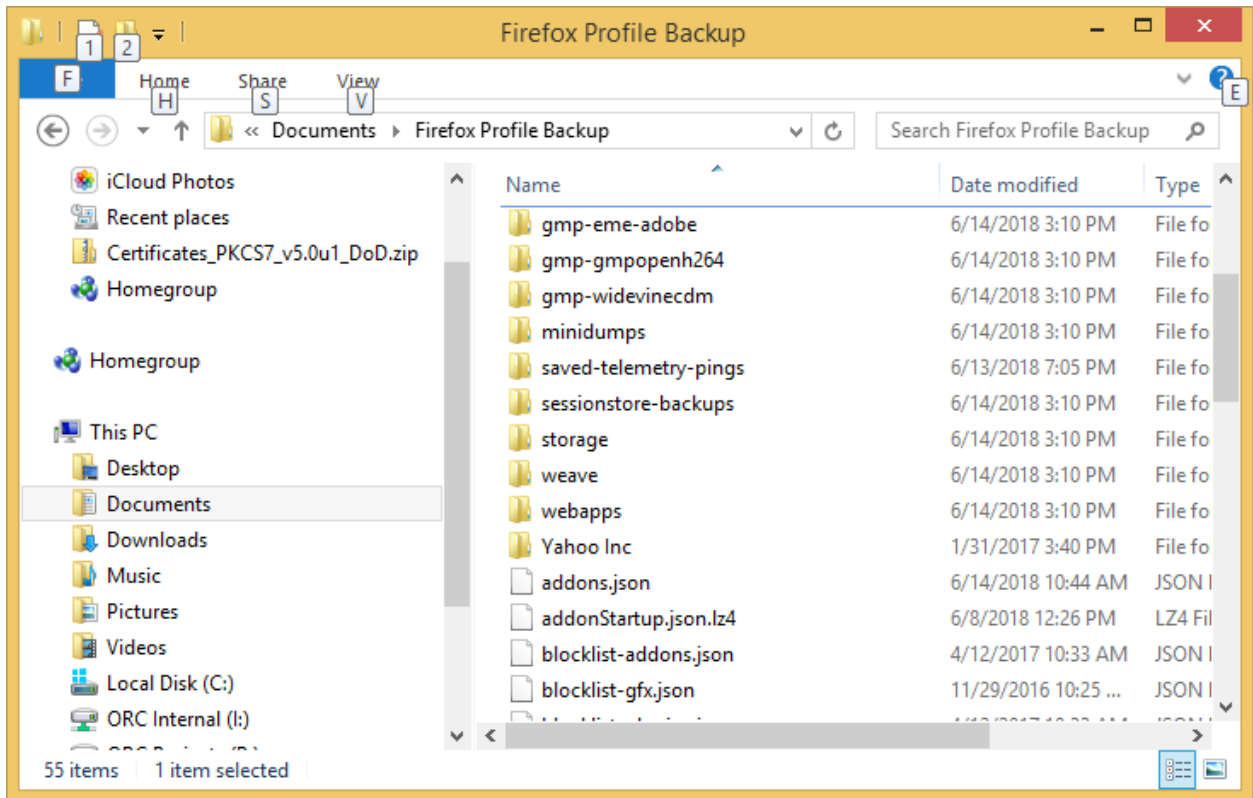 Firefox Profile Backup
1 2
F Home Share View
H S V E
« Documents Firefox Profile Backup Search Firefox Profile Backup
iCloud Photos
Recent places
Certificates_PKCS7_v5.0u1_DoD.zip
Homegroup
Homegroup
This PC
Desktop
Documents
Downloads
Music
Pictures
Videos
Local Disk (C:)
ORC Internal (I:)
Name Date modified Type
gmp-eme-adobe 6/14/2018 3:10 PM File fo
gmp-gmpopenh264 6/14/2018 3:10 PM File fo
gmp-widevinecdm 6/14/2018 3:10 PM File fo
minidumps 6/14/2018 3:10 PM File fo
saved-telemetry-pings 6/13/2018 7:05 PM File fo
sessionstore-backups 6/14/2018 3:10 PM File fo
storage 6/14/2018 3:10 PM File fo
weave 6/14/2018 3:10 PM File fo
webapps 6/14/2018 3:10 PM File fo
Yahoo Inc 1/31/2017 3:40 PM File fo
addons.json 6/14/2018 10:44 AM JSON
addonStartup.json.lz4 6/8/2018 12:26 PM LZ4 Fil
blocklist-addons.json 4/12/2017 10:33 AM JSON
blocklist-gfx.json 11/29/2016 10:25 ... JSON
55 items 1 item selected